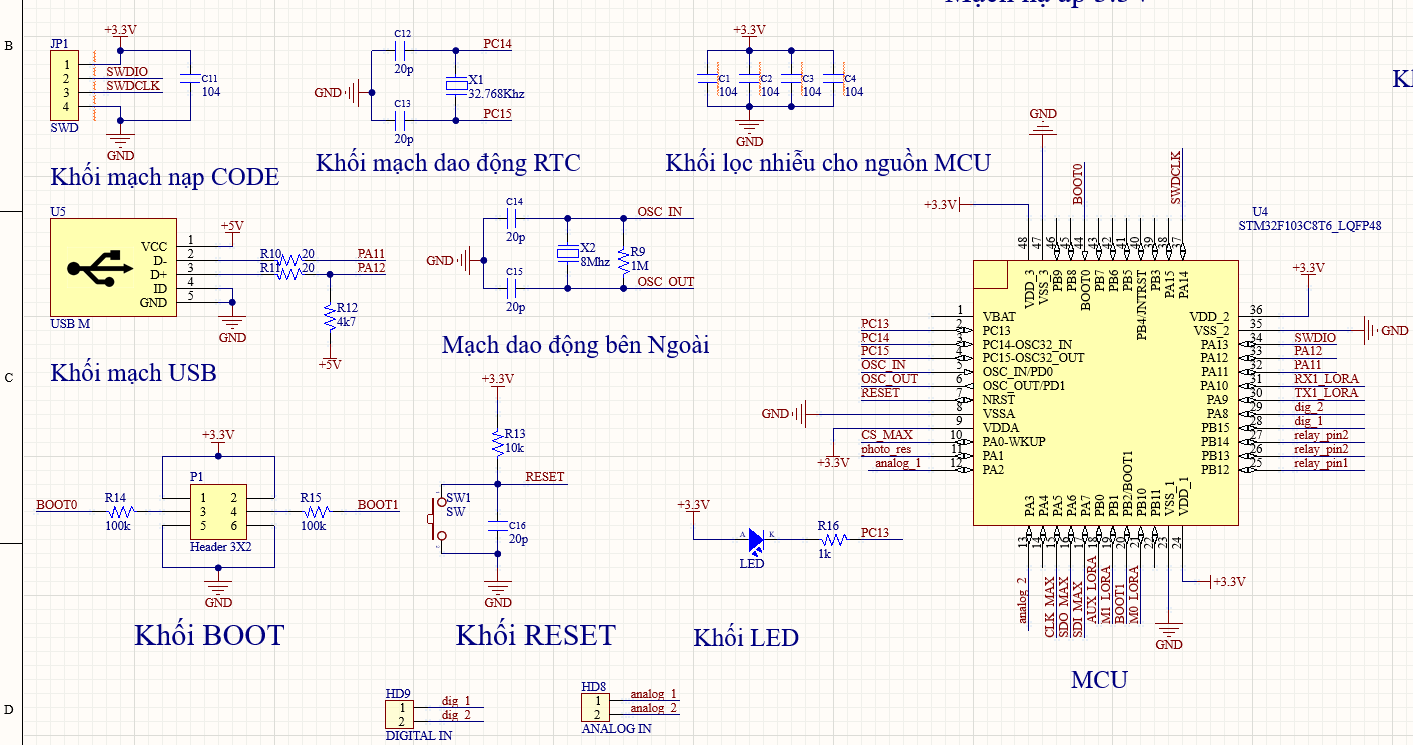 Mạch hạ áp 3.3V
B
JP1
+3.3V
1
2
3
4
SWDIO
SWDCLK
C11
104
SWD
GND
Khối mạch nạp CODE
C12
20p
PC14
X1
32.768Khz
GND
C13
20p
PC15
Khối mạch dao động RTC
+3.3V
C1
104
C2
104
C3
104
C4
104
GND
Khối lọc nhiễu cho nguồn MCU
U5
VCC
D-
D+
ID
GND
1
2
3
4
5
+5V
R10
20
PA11
R11
20
PA12
R12
4k7
+5V
GND
USB M
Khối mạch USB
C14
20p
OSC_IN
X2
8Mhz
R9
1M
GND
C15
20p
OSC_OUT
Mạch dao động bên Ngoài
C
+3.3V
P1
1 2
3 4
5 6
BOOT0
R14
100k
R15
100k
BOOT1
Header 3X2
GND
Khối BOOT
+3.3V
R13
10k
RESET
SW1
SW
C16
20p
GND
Khối RESET
+3.3V
A
K
LED
R16
1k
PC13
Khối LED
GND
+3.3V
BOOT0
SWDCLK
U4
STM32F103C8T6_LQFP48
48
47
46
45
44
43
42
41
40
39
38
37
VDD_3
VSS_3
PB9
PB8
BOOT0
PB7
PB6
PB5
PB4/JNTRST
PB3
PA15
PA14
PC13
PC14
PC15
OSC_IN
OSC_OUT
RESET
GND
+3.3V
CS_MAX
photo_res
analog_1
1
2
3
4
5
6
7
8
9
10
11
12
VBAT
PC13
PC14-OSC32_IN
PC15-OSC32_OUT
OSC_IN/PD0
OSC_OUT/PD1
NRST
VSSA
VDDA
PA0-WKUP
PA1
PA2
VDD_2
VSS_2
PA13
PA12
PA11
PA10
PA9
PA8
PB15
PB14
PB13
PB12
36
35
34
33
32
31
30
29
28
27
26
25
+3.3V
GND
SWDIO
PA12
PA11
RX1_LORA
TX1_LORA
dig_2
dig_1
relay_pin2
relay_pin2
relay_pin1
PA3
PA4
PA5
PA6
PA7
PB0
PB1
PB2/BOOT1
PB10
PB11
VSS_1
VDD_1
13
14
15
16
17
18
19
20
21
22
23
24
analog_2
CLK_MAX
SDO_MAX
SDI_MAX
AUX_LORA
M1_LORA
BOOT1
M0_LORA
+3.3V
GND
MCU
D
HD9
1
2
dig_1
dig_2
DIGITAL IN
HD8
1
2
analog_1
analog_2
ANALOG IN